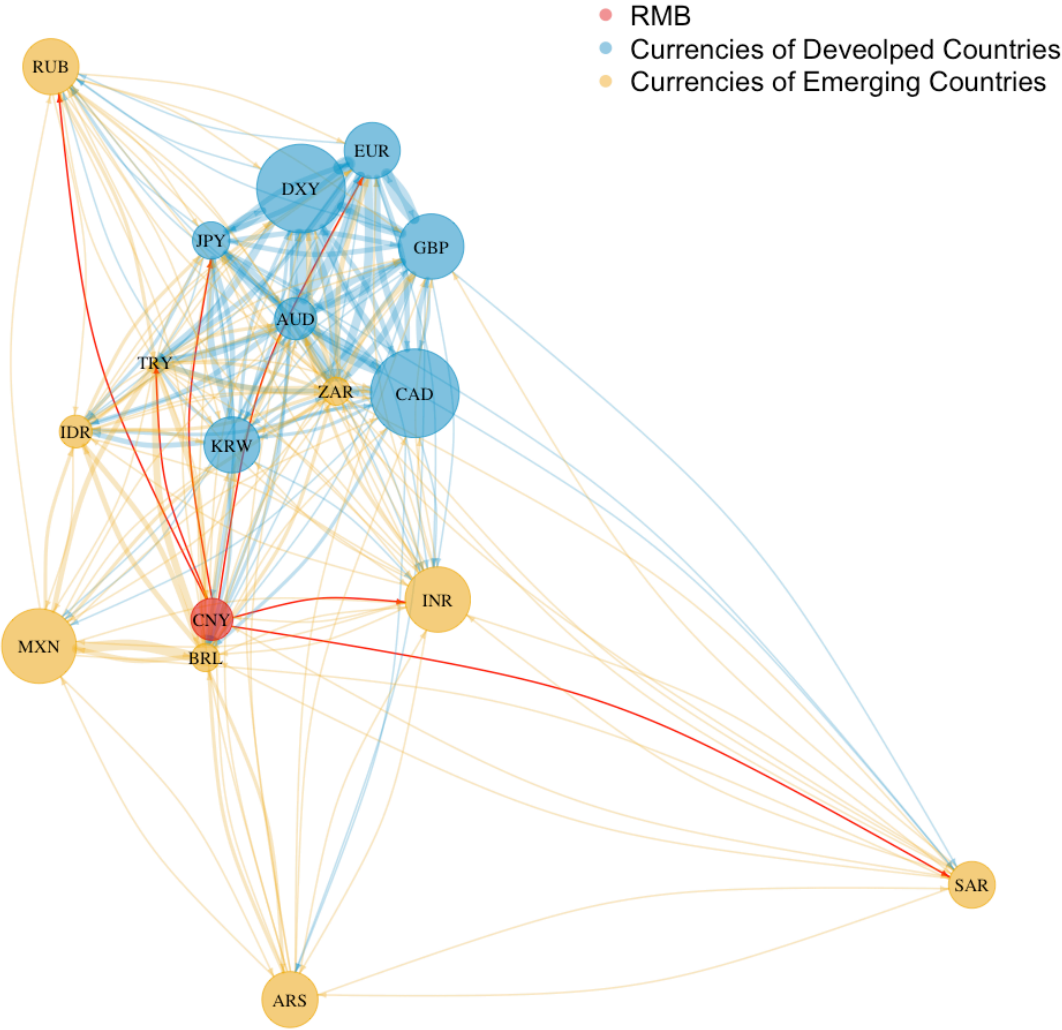 RMB
Currencies of Deveolped Countries
Currencies of Emerging Countries
RUB
EUR
DXY
JPY
GBP
AUD
TRY
ZAR
CAD
IDR
KRW
INR
CNY
MXN
BRL
SAR
ARS